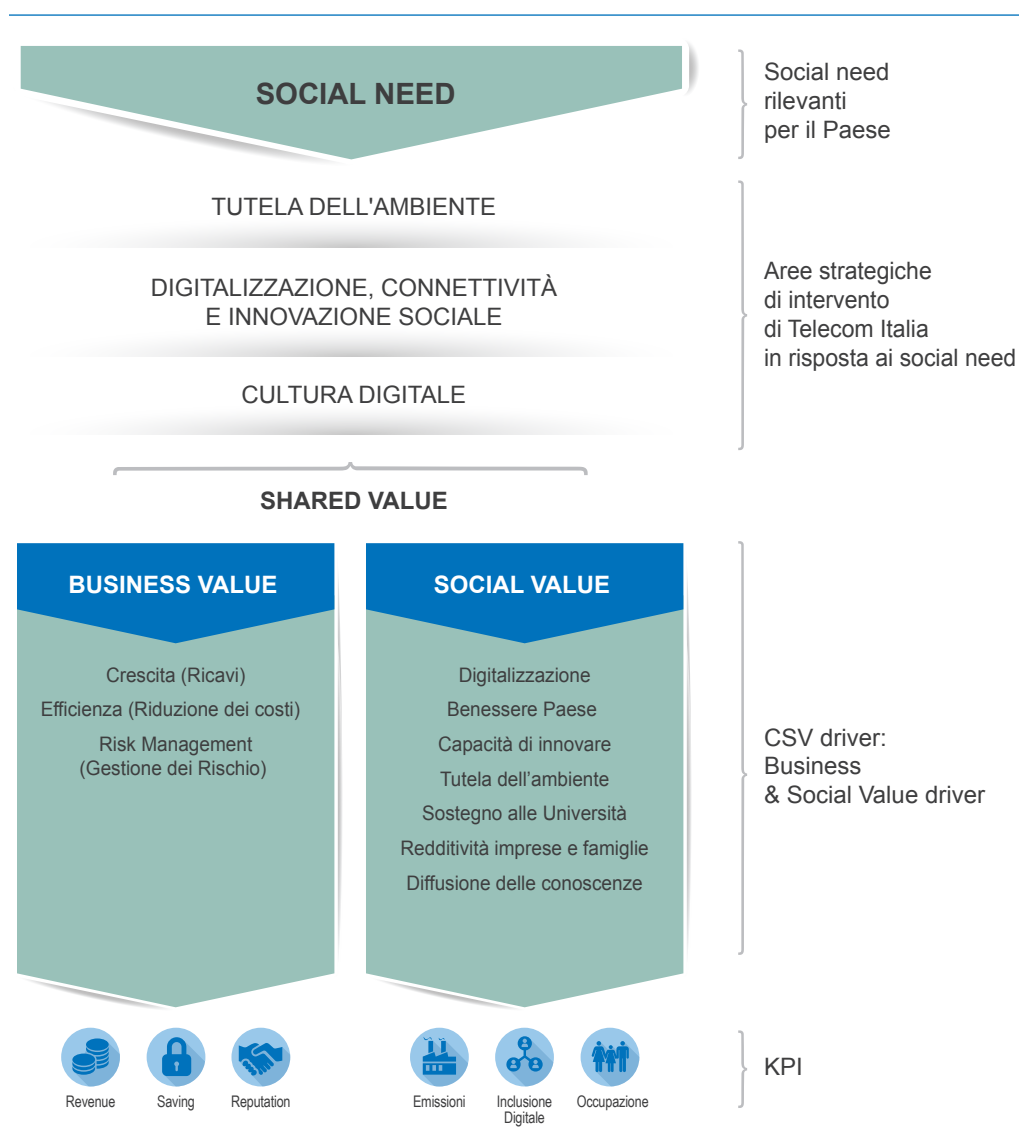 SOCIAL NEED
Social need
rilevanti
per il Paese
TUTELA DELL'AMBIENTE
DIGITALIZZAZIONE, CONNETTIVITÀ
E INNOVAZIONE SOCIALE
CULTURA DIGITALE
Aree strategiche
di intervento
di Telecom Italia
in risposta ai social need
SHARED VALUE
BUSINESS VALUE
Crescita (Ricavi)
Efficienza (Riduzione dei costi)
Risk Management
(Gestione dei Rischio)
SOCIAL VALUE
Digitalizzazione
Benessere Paese
Capacità di innovare
Tutela dell’ambiente
Sostegno alle Università
Redditività imprese e famiglie
Diffusione delle conoscenze
CSV driver:
Business
& Social Value driver
Revenue
Saving
Reputation
Emissioni
Inclusione
Digitale
Occupazione
KPI